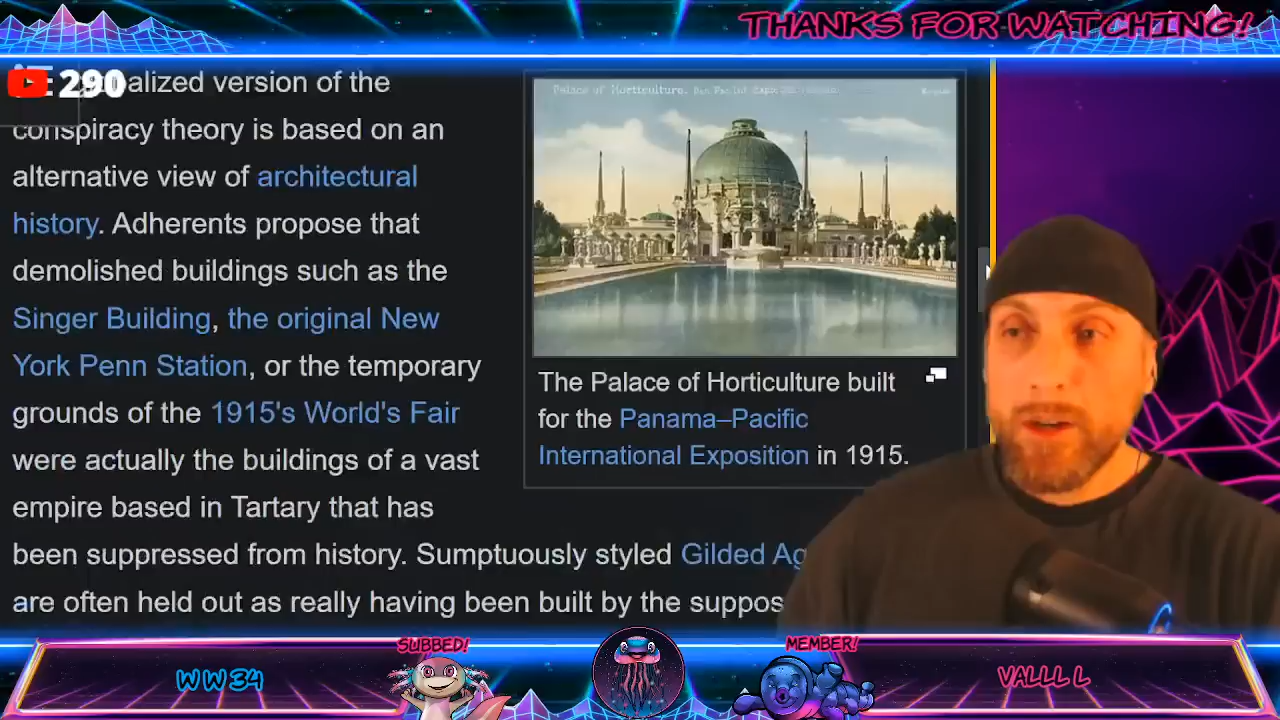 THANKS FOR WATCHING!
290
alized version of the
conspiracy theory is based on an
alternative view of architectural
history. Adherents propose that
demolished buildings such as the
Singer Building, the original New
York Penn Station, or the temporary
grounds of the 1915's World's Fair
were actually the buildings of a vast
empire based in Tartary that has
been suppressed from history. Sumptuously styled Gilded Ag
are often held out as really having been built by the suppos
Palace of Horticulture.
The Palace of Horticulture built
for the Panama–Pacific
International Exposition in 1915.
SUBBED!
WW34
MEMBER!
VALLL L